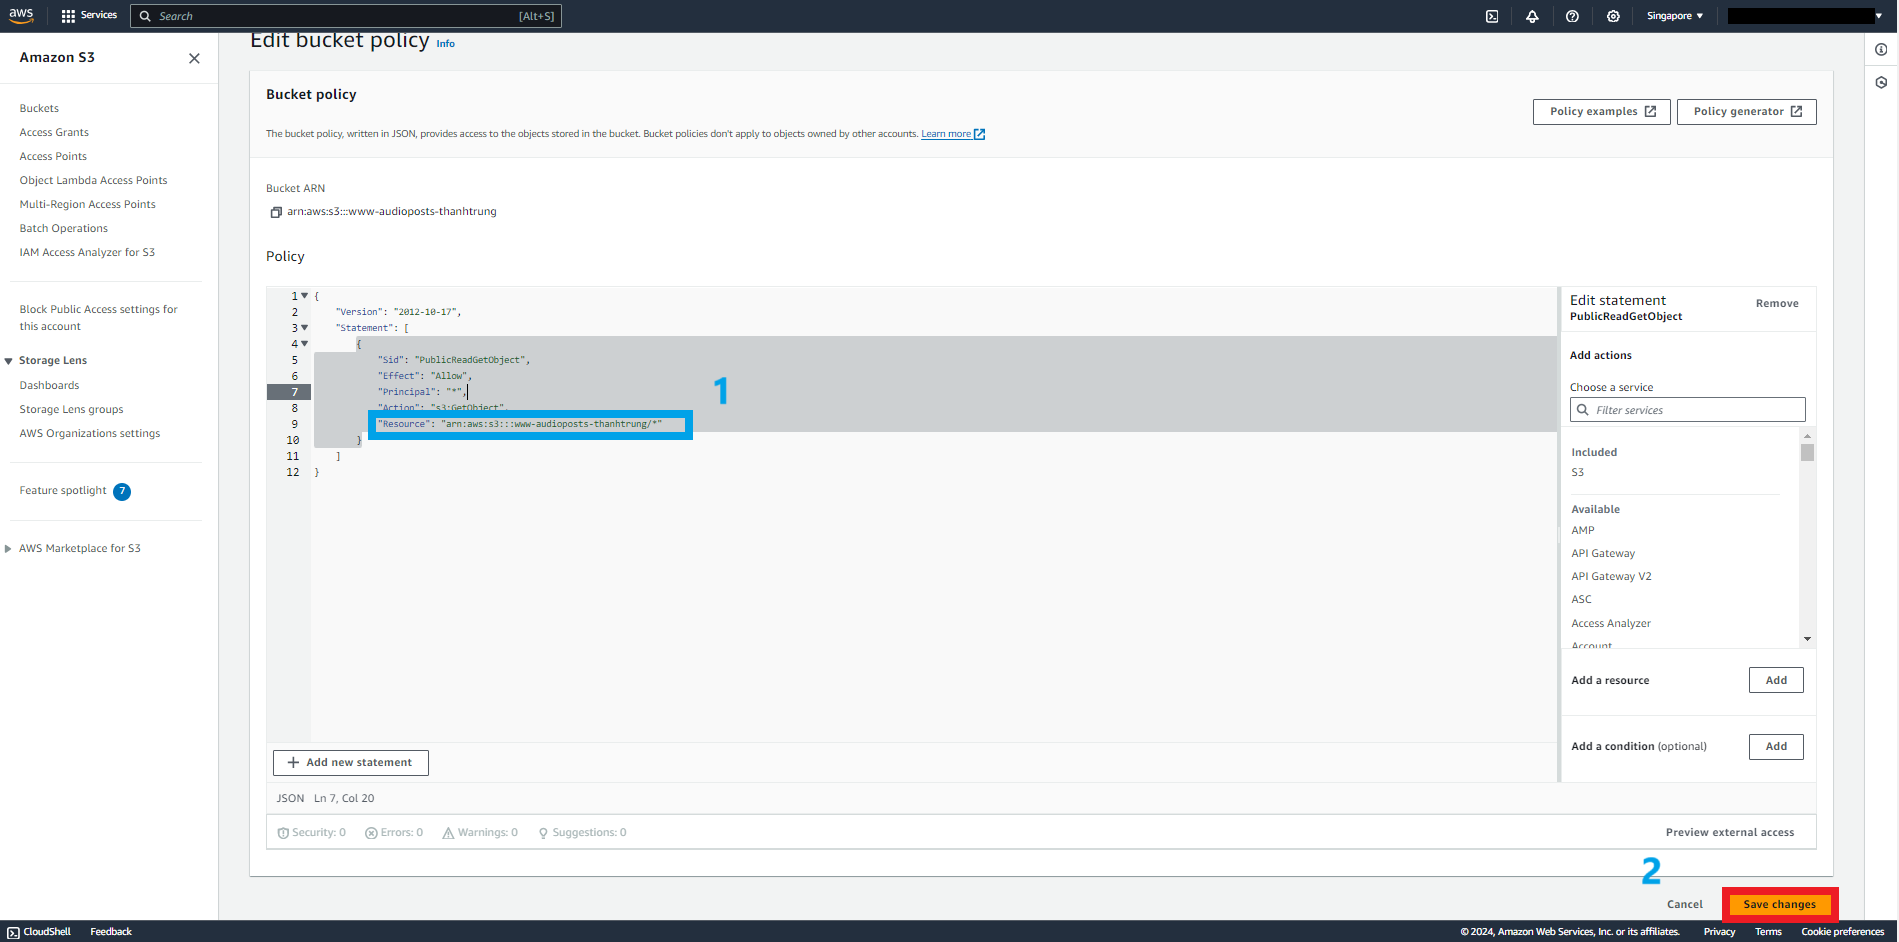 aws
Services
Search
[Alt+S]
Singapore ▼
Amazon S3
Buckets
Access Grants
Access Points
Object Lambda Access Points
Multi-Region Access Points
Batch Operations
IAM Access Analyzer for S3
Block Public Access settings for
this account
Storage Lens
Dashboards
Storage Lens groups
AWS Organizations settings
Feature spotlight 7
AWS Marketplace for S3
Edit bucket policy Info
Bucket policy
Policy examples
Policy generator
The bucket policy, written in JSON, provides access to the objects stored in the bucket. Bucket policies don't apply to objects owned by other accounts. Learn more
Bucket ARN
arn:aws:s3:::www-audioposts-thanhtrung
Policy
1 {
2 "Version": "2012-10-17",
3 "Statement": [
4 {
5 "Sid": "PublicReadGetObject",
6 "Effect": "Allow",
7 "Principal": "*",
8 "Action": "s3:GetObject",
9 "Resource": "arn:aws:s3:::www-audioposts-thanhtrung/*"
10 }
11 ]
12 }
1
Edit statement
Remove
PublicReadGetObject
Add actions
Choose a service
Filter services
Included
S3
Available
AMP
API Gateway
API Gateway V2
ASC
Access Analyzer
Account
Add a resource
Add
Add a condition (optional)
Add
+ Add new statement
JSON Ln 7, Col 20
Security: 0
Errors: 0
Warnings: 0
Suggestions: 0
Preview external access
2
Cancel
Save changes
CloudShell
Feedback
© 2024, Amazon Web Services, Inc. or its affiliates.
Privacy
Terms
Cookie preferences